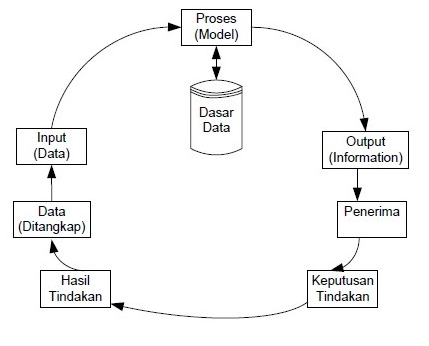 Proses
(Model)
Dasar
Data
Input
(Data)
Output
(Information)
Data
(Ditangkap)
Penerima
Hasil
Tindakan
Keputusan
Tindakan